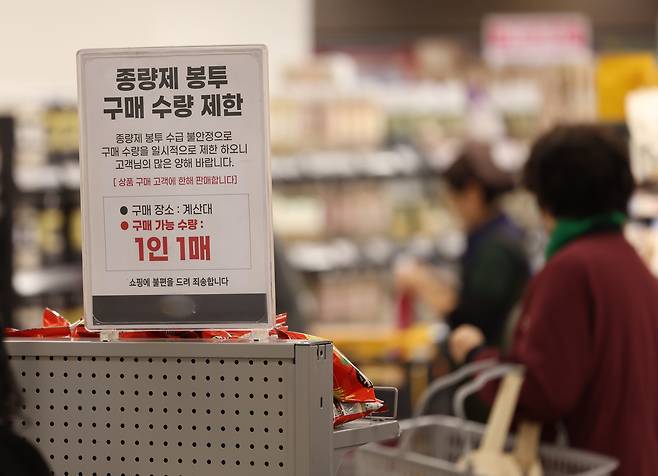 종량제 봉투
구매 수량 제한
종량제 봉투 수급 불안정으로
구매 수량을 일시적으로 제한 하오니
고객님의 많은 양해 바랍니다.
[ 상품 구매 고객에 한해 판매합니다 ]
● 구매 장소 : 계산대
● 구매 가능 수량 :
1인 1매
쇼핑에 불편을 드려 죄송합니다